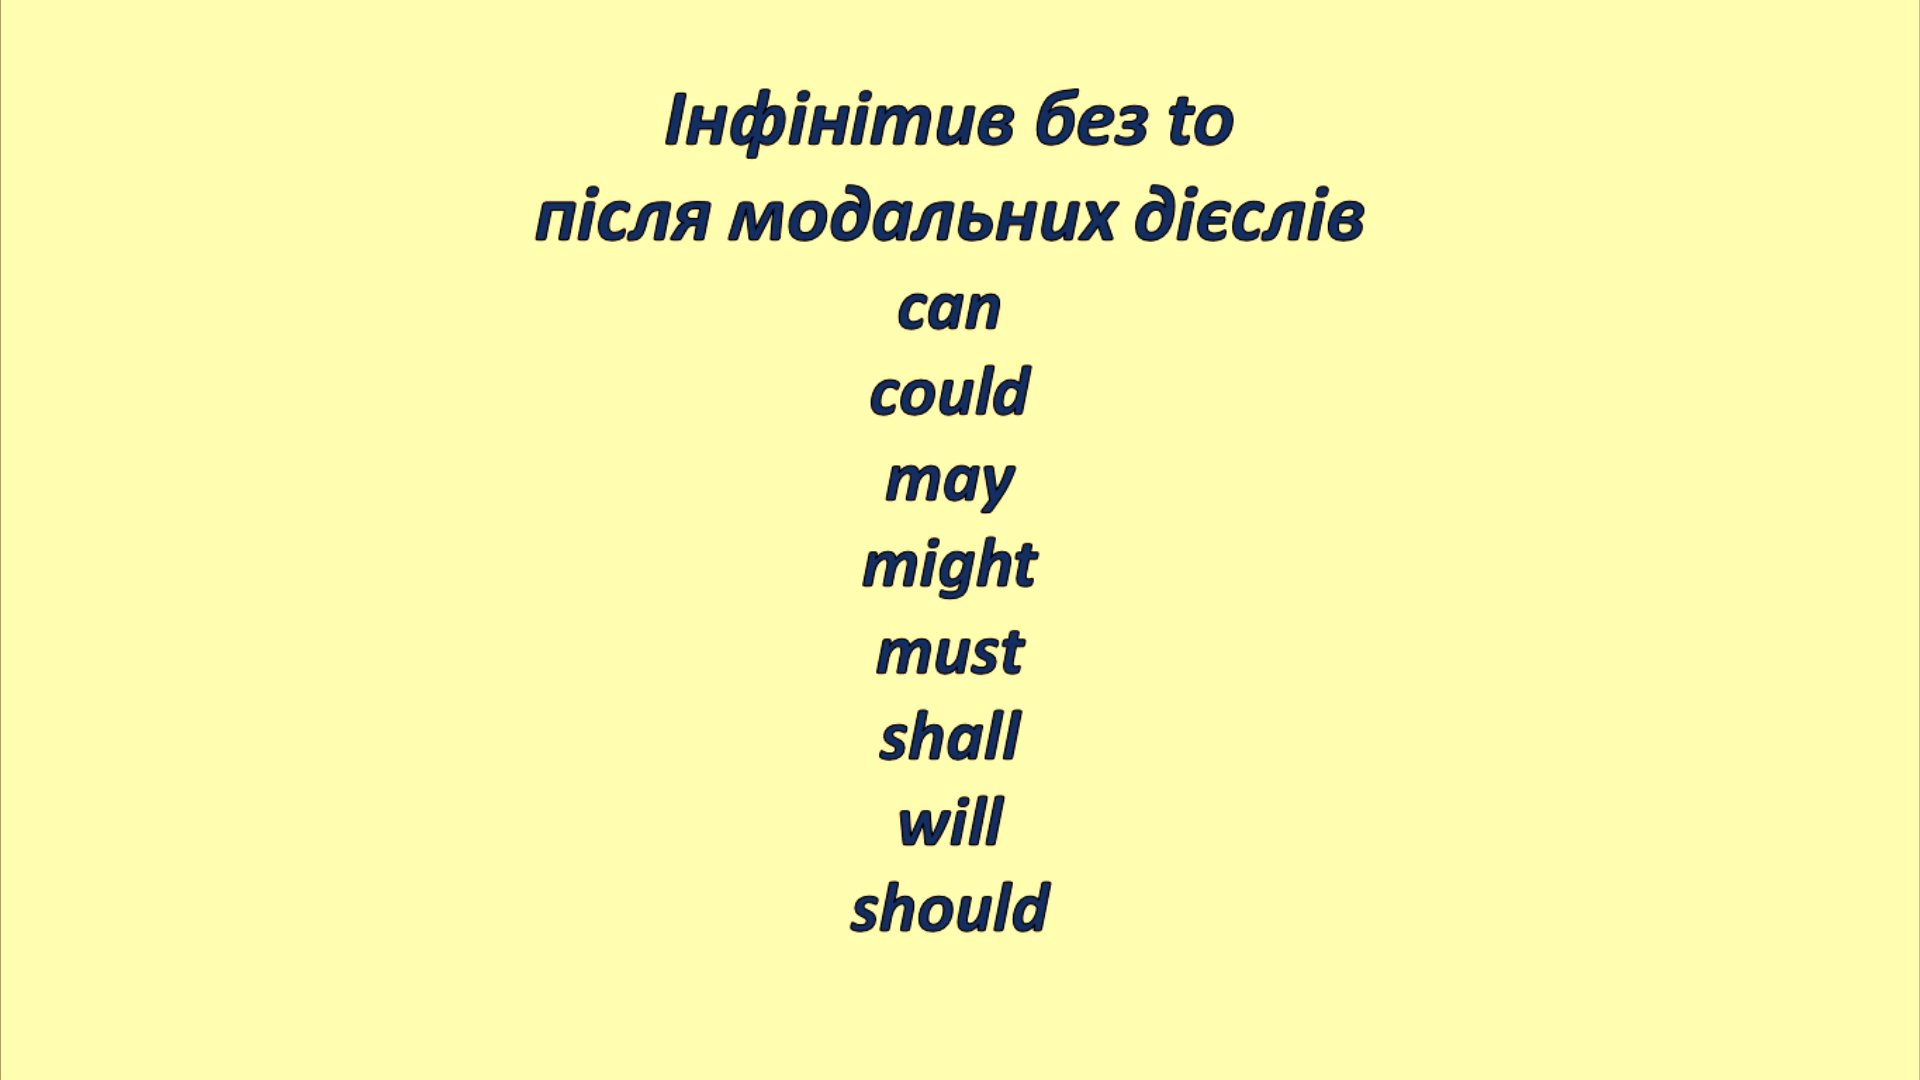 Інфінітив без to
після модальних дієслів
can
could
may
might
must
shall
will
should